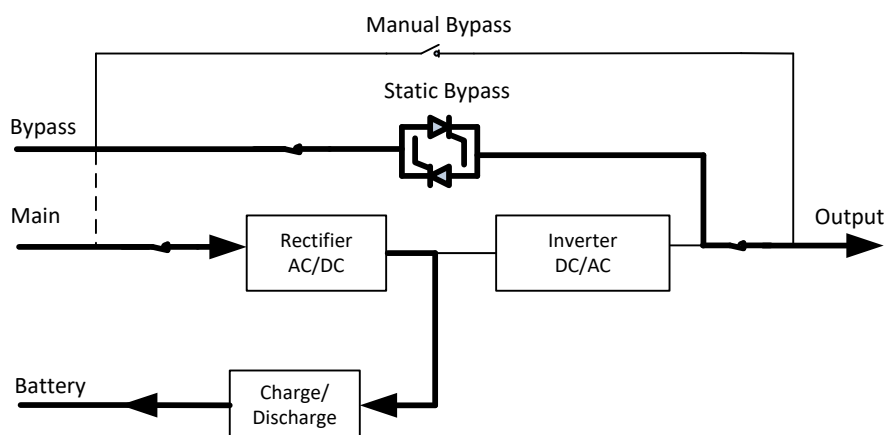 Manual Bypass
Static Bypass
Bypass
Main
Output
Rectifier
AC/DC
Inverter
DC/AC
Battery
Charge/
Discharge